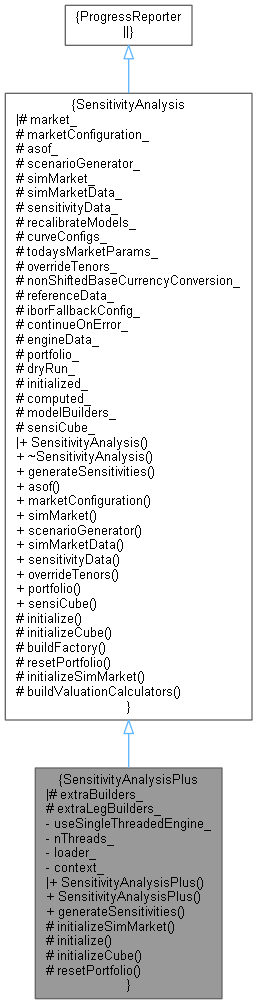 {ProgressReporter
||}
{SensitivityAnalysis
|# market_
# marketConfiguration_
# asof_
# scenarioGenerator_
# simMarket_
# simMarketData_
# sensitivityData_
# recalibrateModels_
# curveConfigs_
# todaysMarketParams_
# overrideTenors_
# nonShiftedBaseCurrencyConversion_
# referenceData_
# iborFallbackConfig_
# continueOnError_
# engineData_
# portfolio_
# dryRun_
# initialized_
# computed_
# modelBuilders_
# sensiCube_
|+ SensitivityAnalysis()
+ ~SensitivityAnalysis()
+ generateSensitivities()
+ asof()
+ marketConfiguration()
+ simMarket()
+ scenarioGenerator()
+ simMarketData()
+ sensitivityData()
+ overrideTenors()
+ portfolio()
+ sensiCube()
# initialize()
# initializeCube()
# buildFactory()
# resetPortfolio()
# initializeSimMarket()
# buildValuationCalculators()
}
{SensitivityAnalysisPlus
|# extraBuilders_
# extraLegBuilders_
- useSingleThreadedEngine_
- nThreads_
- loader_
- context_
|+ SensitivityAnalysisPlus()
+ SensitivityAnalysisPlus()
+ generateSensitivities()
# initializeSimMarket()
# initialize()
# initializeCube()
# resetPortfolio()
}